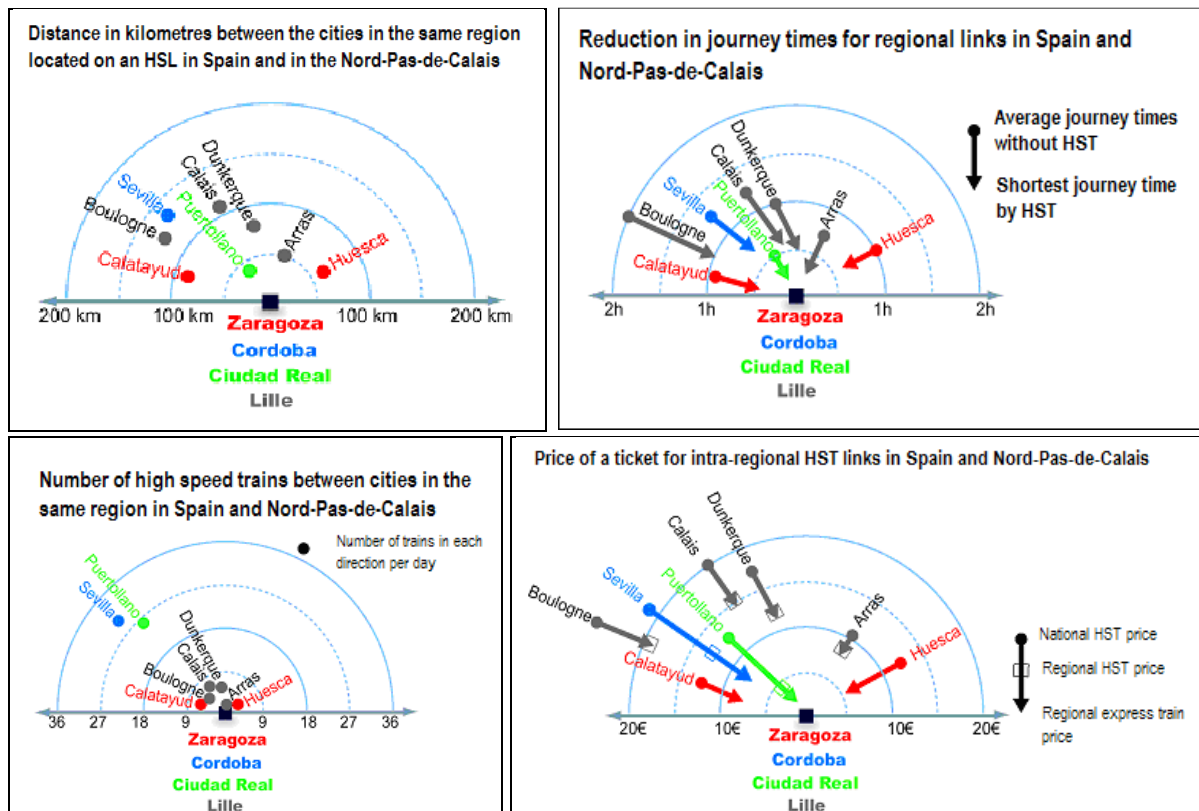 Distance in kilometres between the cities in the same region
located on an HSL in Spain and in the Nord-Pas-de-Calais
Dunkerque
Calais
Sevilla
Puertollano
Boulogne
Arras
Calatayud
Huesca
200 km
100 km
100 km
200 km
Zaragoza
Cordoba
Ciudad Real
Lille
Reduction in journey times for regional links in Spain and
Nord-Pas-de-Calais
Average journey times
without HST
Shortest journey time
by HST
Dunkerque
Calais
Sevilla
Puertollano
Boulogne
Arras
Huesca
Calatayud
2h
1h
1h
2h
Zaragoza
Cordoba
Ciudad Real
Lille
Number of high speed trains between cities in the
same region in Spain and Nord-Pas-de-Calais
Number of trains in each
direction per day
Puertollano
Sevilla
Dunkerque
Calais
Boulogne
Arras
Calatayud
Huesca
36
27
18
9
9
18
27
36
Zaragoza
Cordoba
Ciudad Real
Lille
Price of a ticket for intra-regional HST links in Spain and Nord-Pas-de-Calais
Dunkerque
Calais
Sevilla
Puertollano
Boulogne
Arras
Calatayud
Huesca
National HST price
Regional HST price
Regional express train
price
20€
10€
10€
20€
Zaragoza
Cordoba
Ciudad Real
Lille